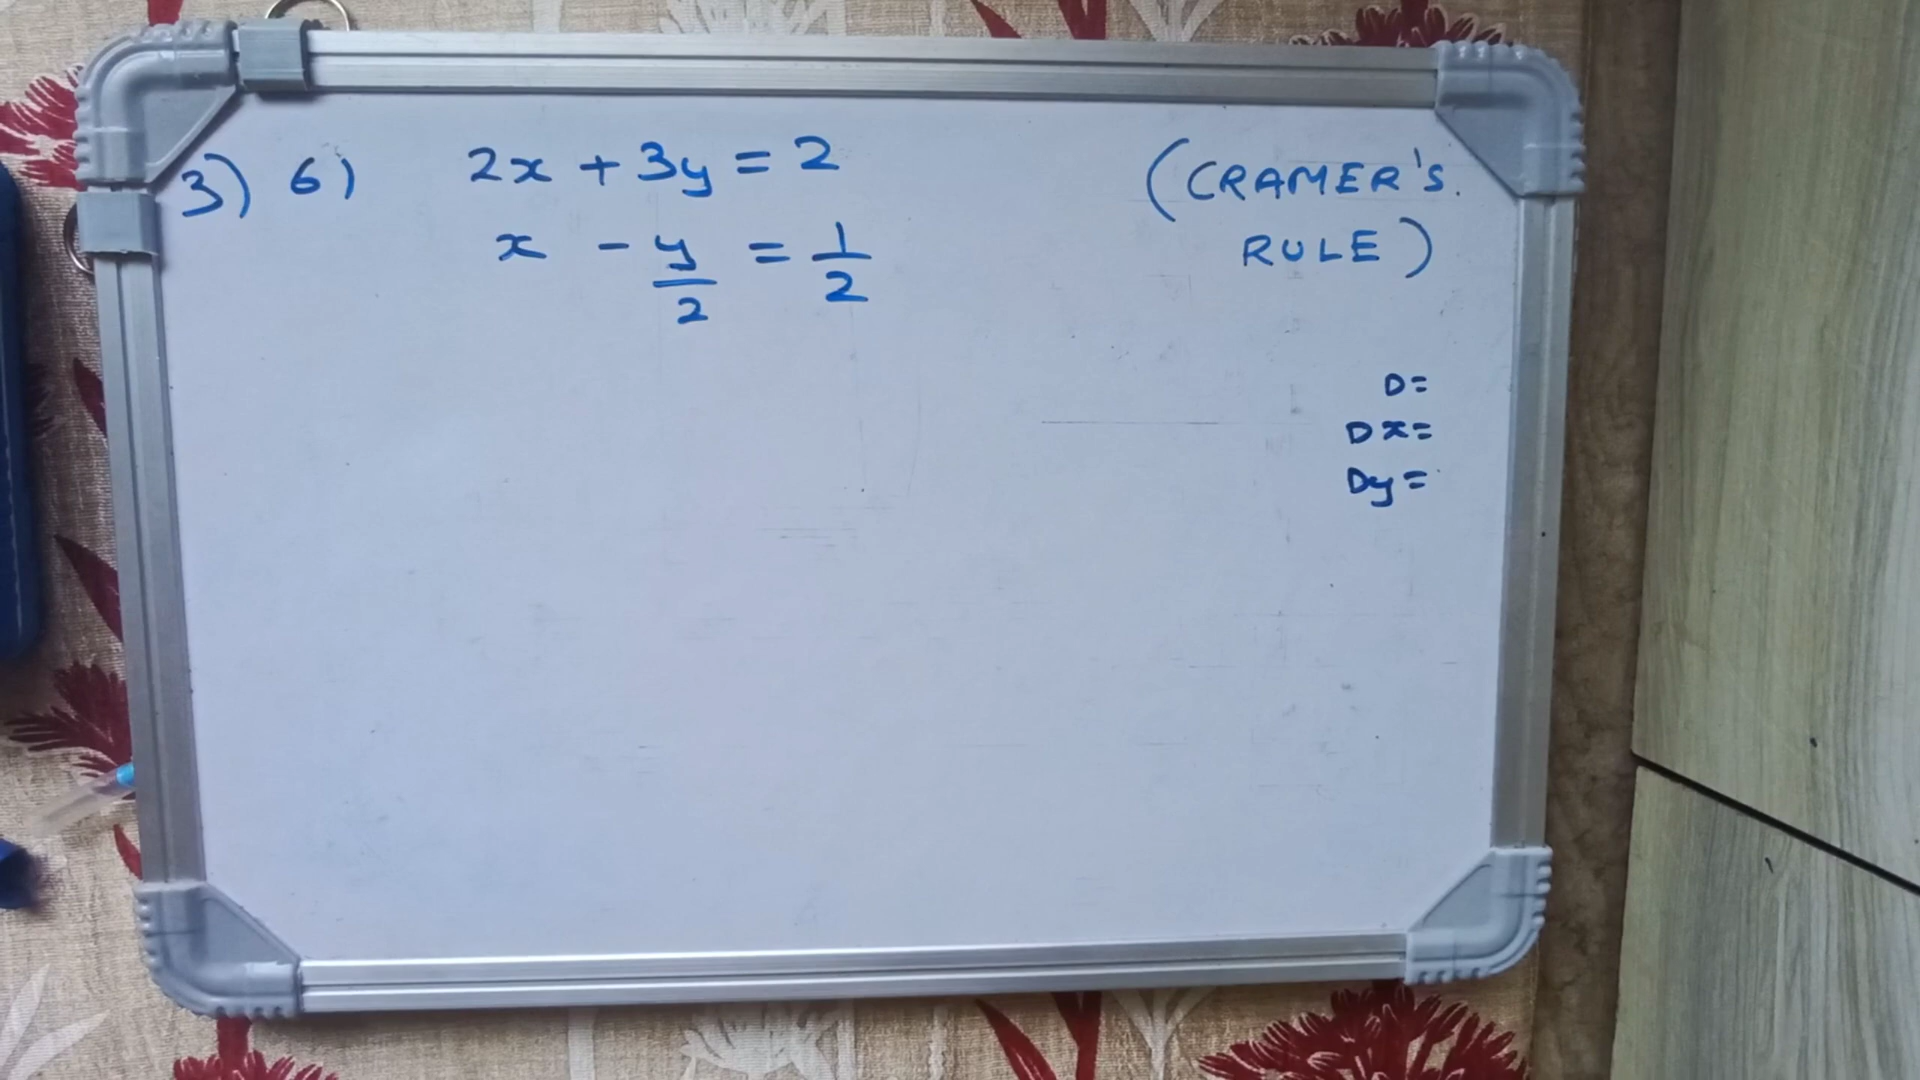 3) 6) 2x + 3y = 2
x - y/2 = 1/2
(CRAMER'S.
RULE)
D=
Dx=
Dy=